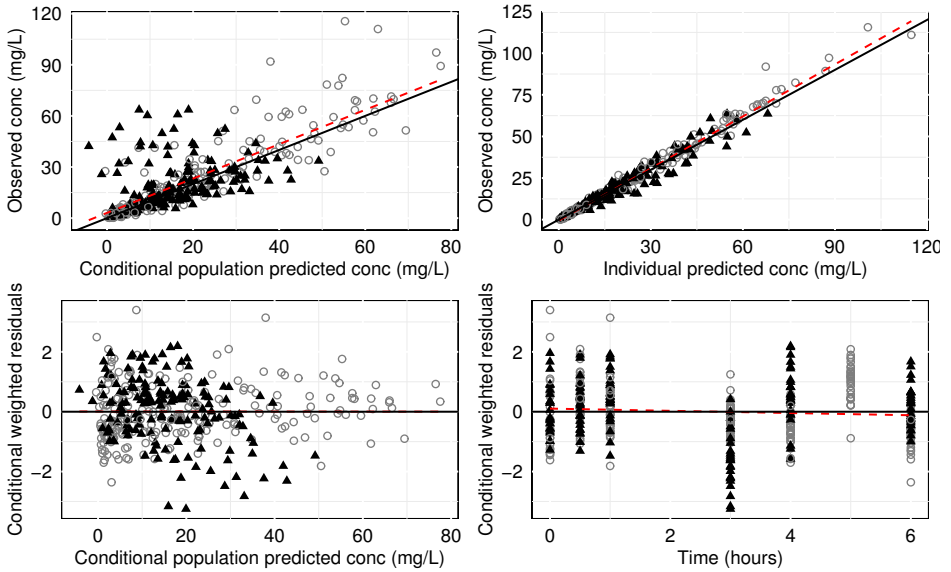 120
90
60
30
0
Observed conc (mg/L)
0 20 40 60 80
Conditional population predicted conc (mg/L)
125
100
75
50
25
0
Observed conc (mg/L)
0 30 60 90 120
Individual predicted conc (mg/L)
2
0
−2
Conditional weighted residuals
0 20 40 60 80
Conditional population predicted conc (mg/L)
2
0
−2
Conditional weighted residuals
0 2 4 6
Time (hours)